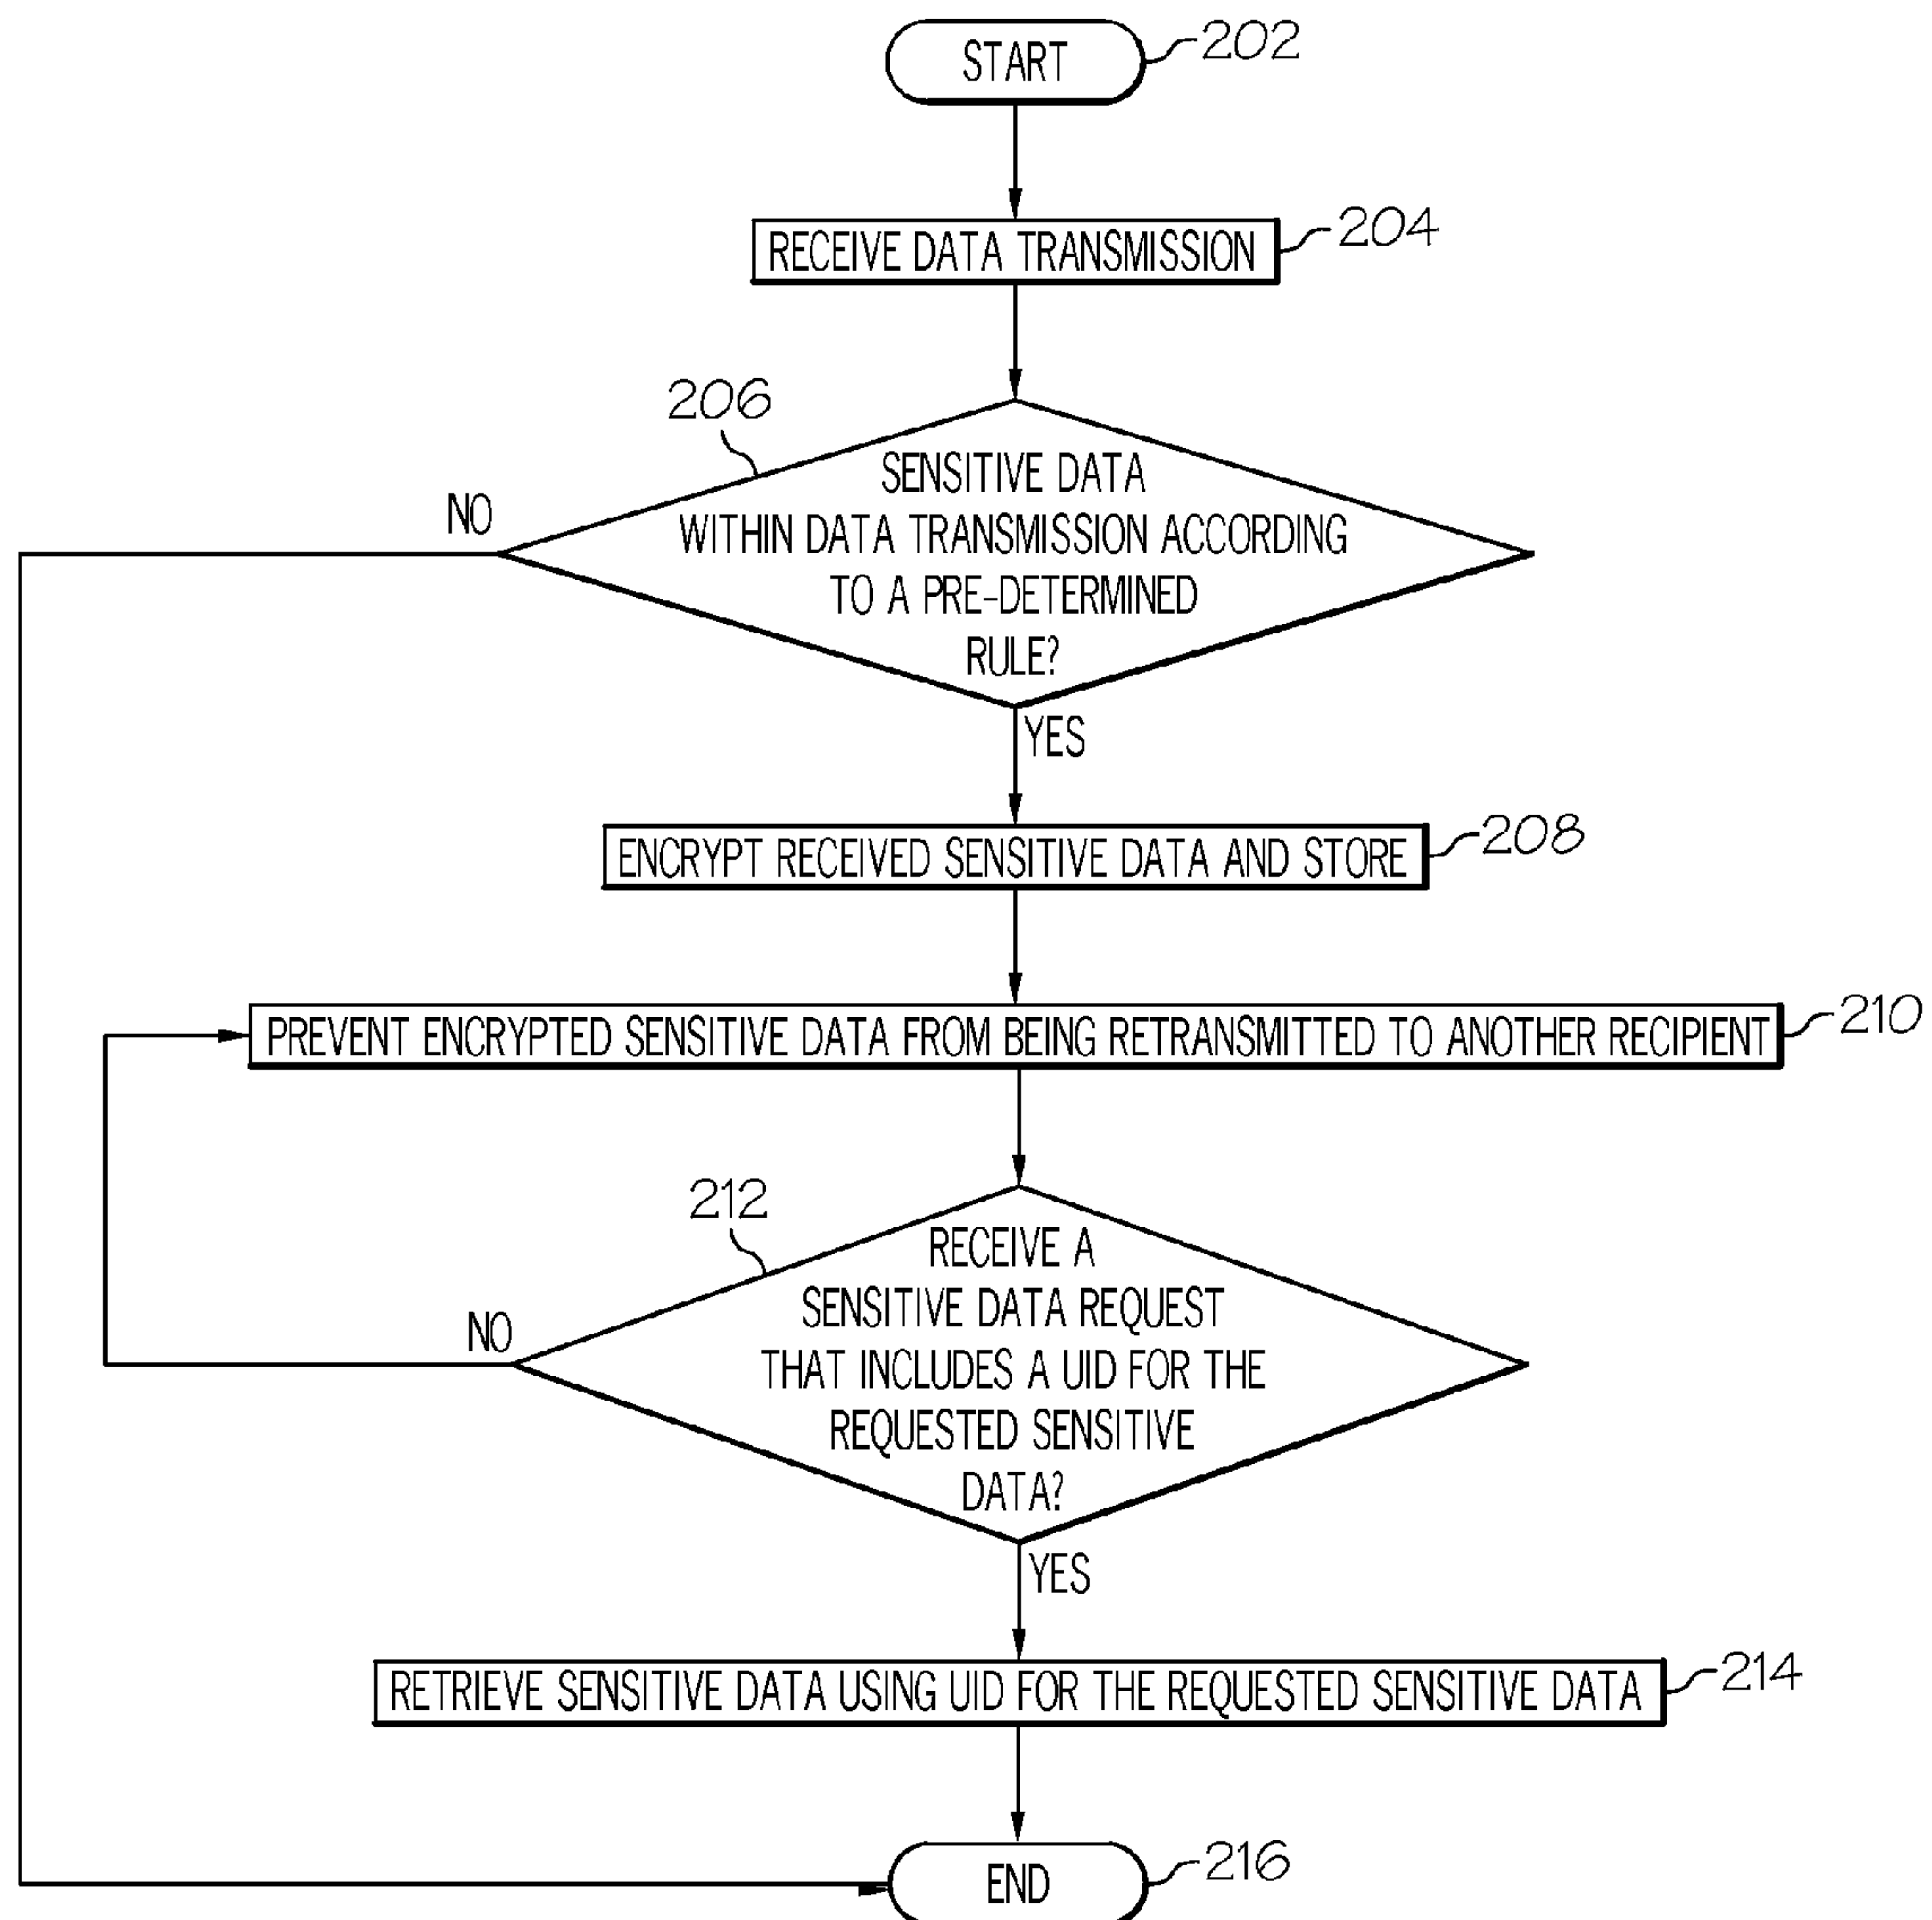 START
202
RECEIVE DATA TRANSMISSION
204
206
SENSITIVE DATA
WITHIN DATA TRANSMISSION ACCORDING
TO A PRE-DETERMINED
RULE?
NO
YES
ENCRYPT RECEIVED SENSITIVE DATA AND STORE
208
PREVENT ENCRYPTED SENSITIVE DATA FROM BEING RETRANSMITTED TO ANOTHER RECIPIENT
210
212
RECEIVE A
SENSITIVE DATA REQUEST
THAT INCLUDES A UID FOR THE
REQUESTED SENSITIVE
DATA?
NO
YES
RETRIEVE SENSITIVE DATA USING UID FOR THE REQUESTED SENSITIVE DATA
214
END
216